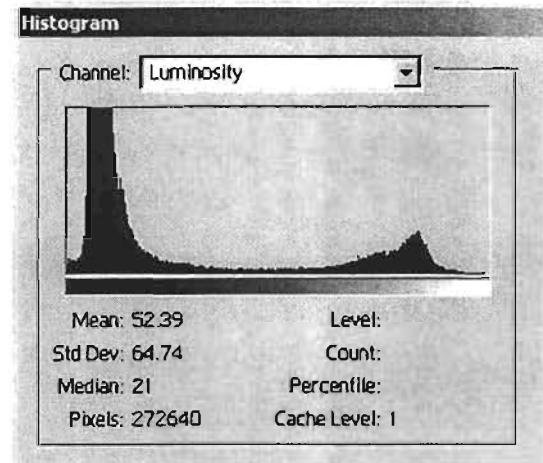 Histogram
Channel: Luminosity
Mean: 52.39 Level:
Std Dev: 64.74 Count:
Median: 21 Percentile:
Pixels: 272640 Cache Level: 1